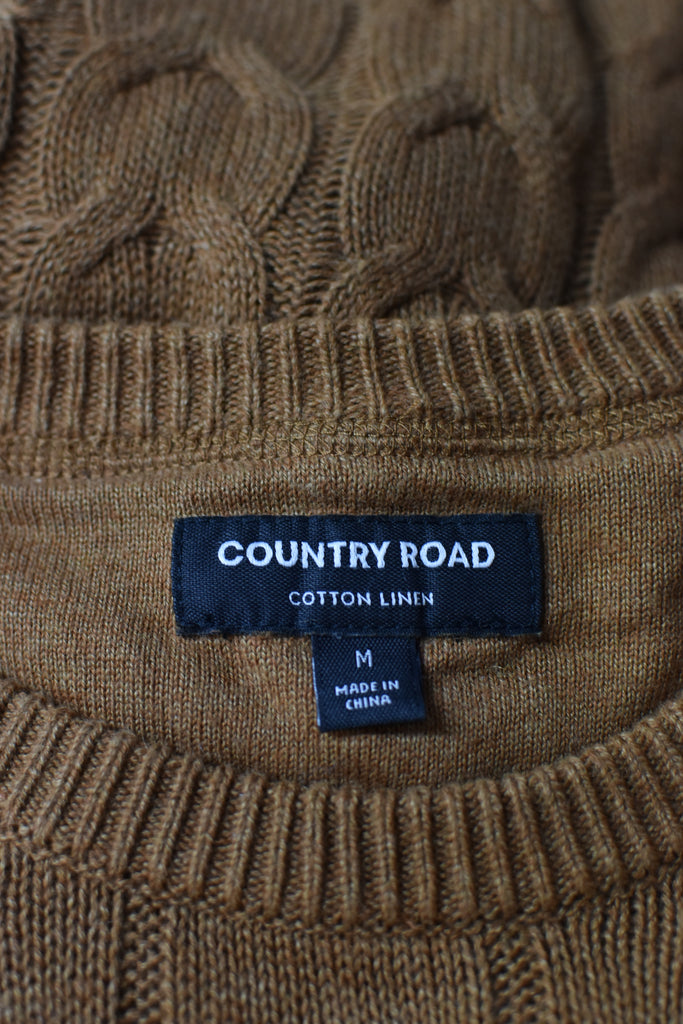 COUNTRY ROAD
COTTON LINEN
M
MADE IN
CHINA